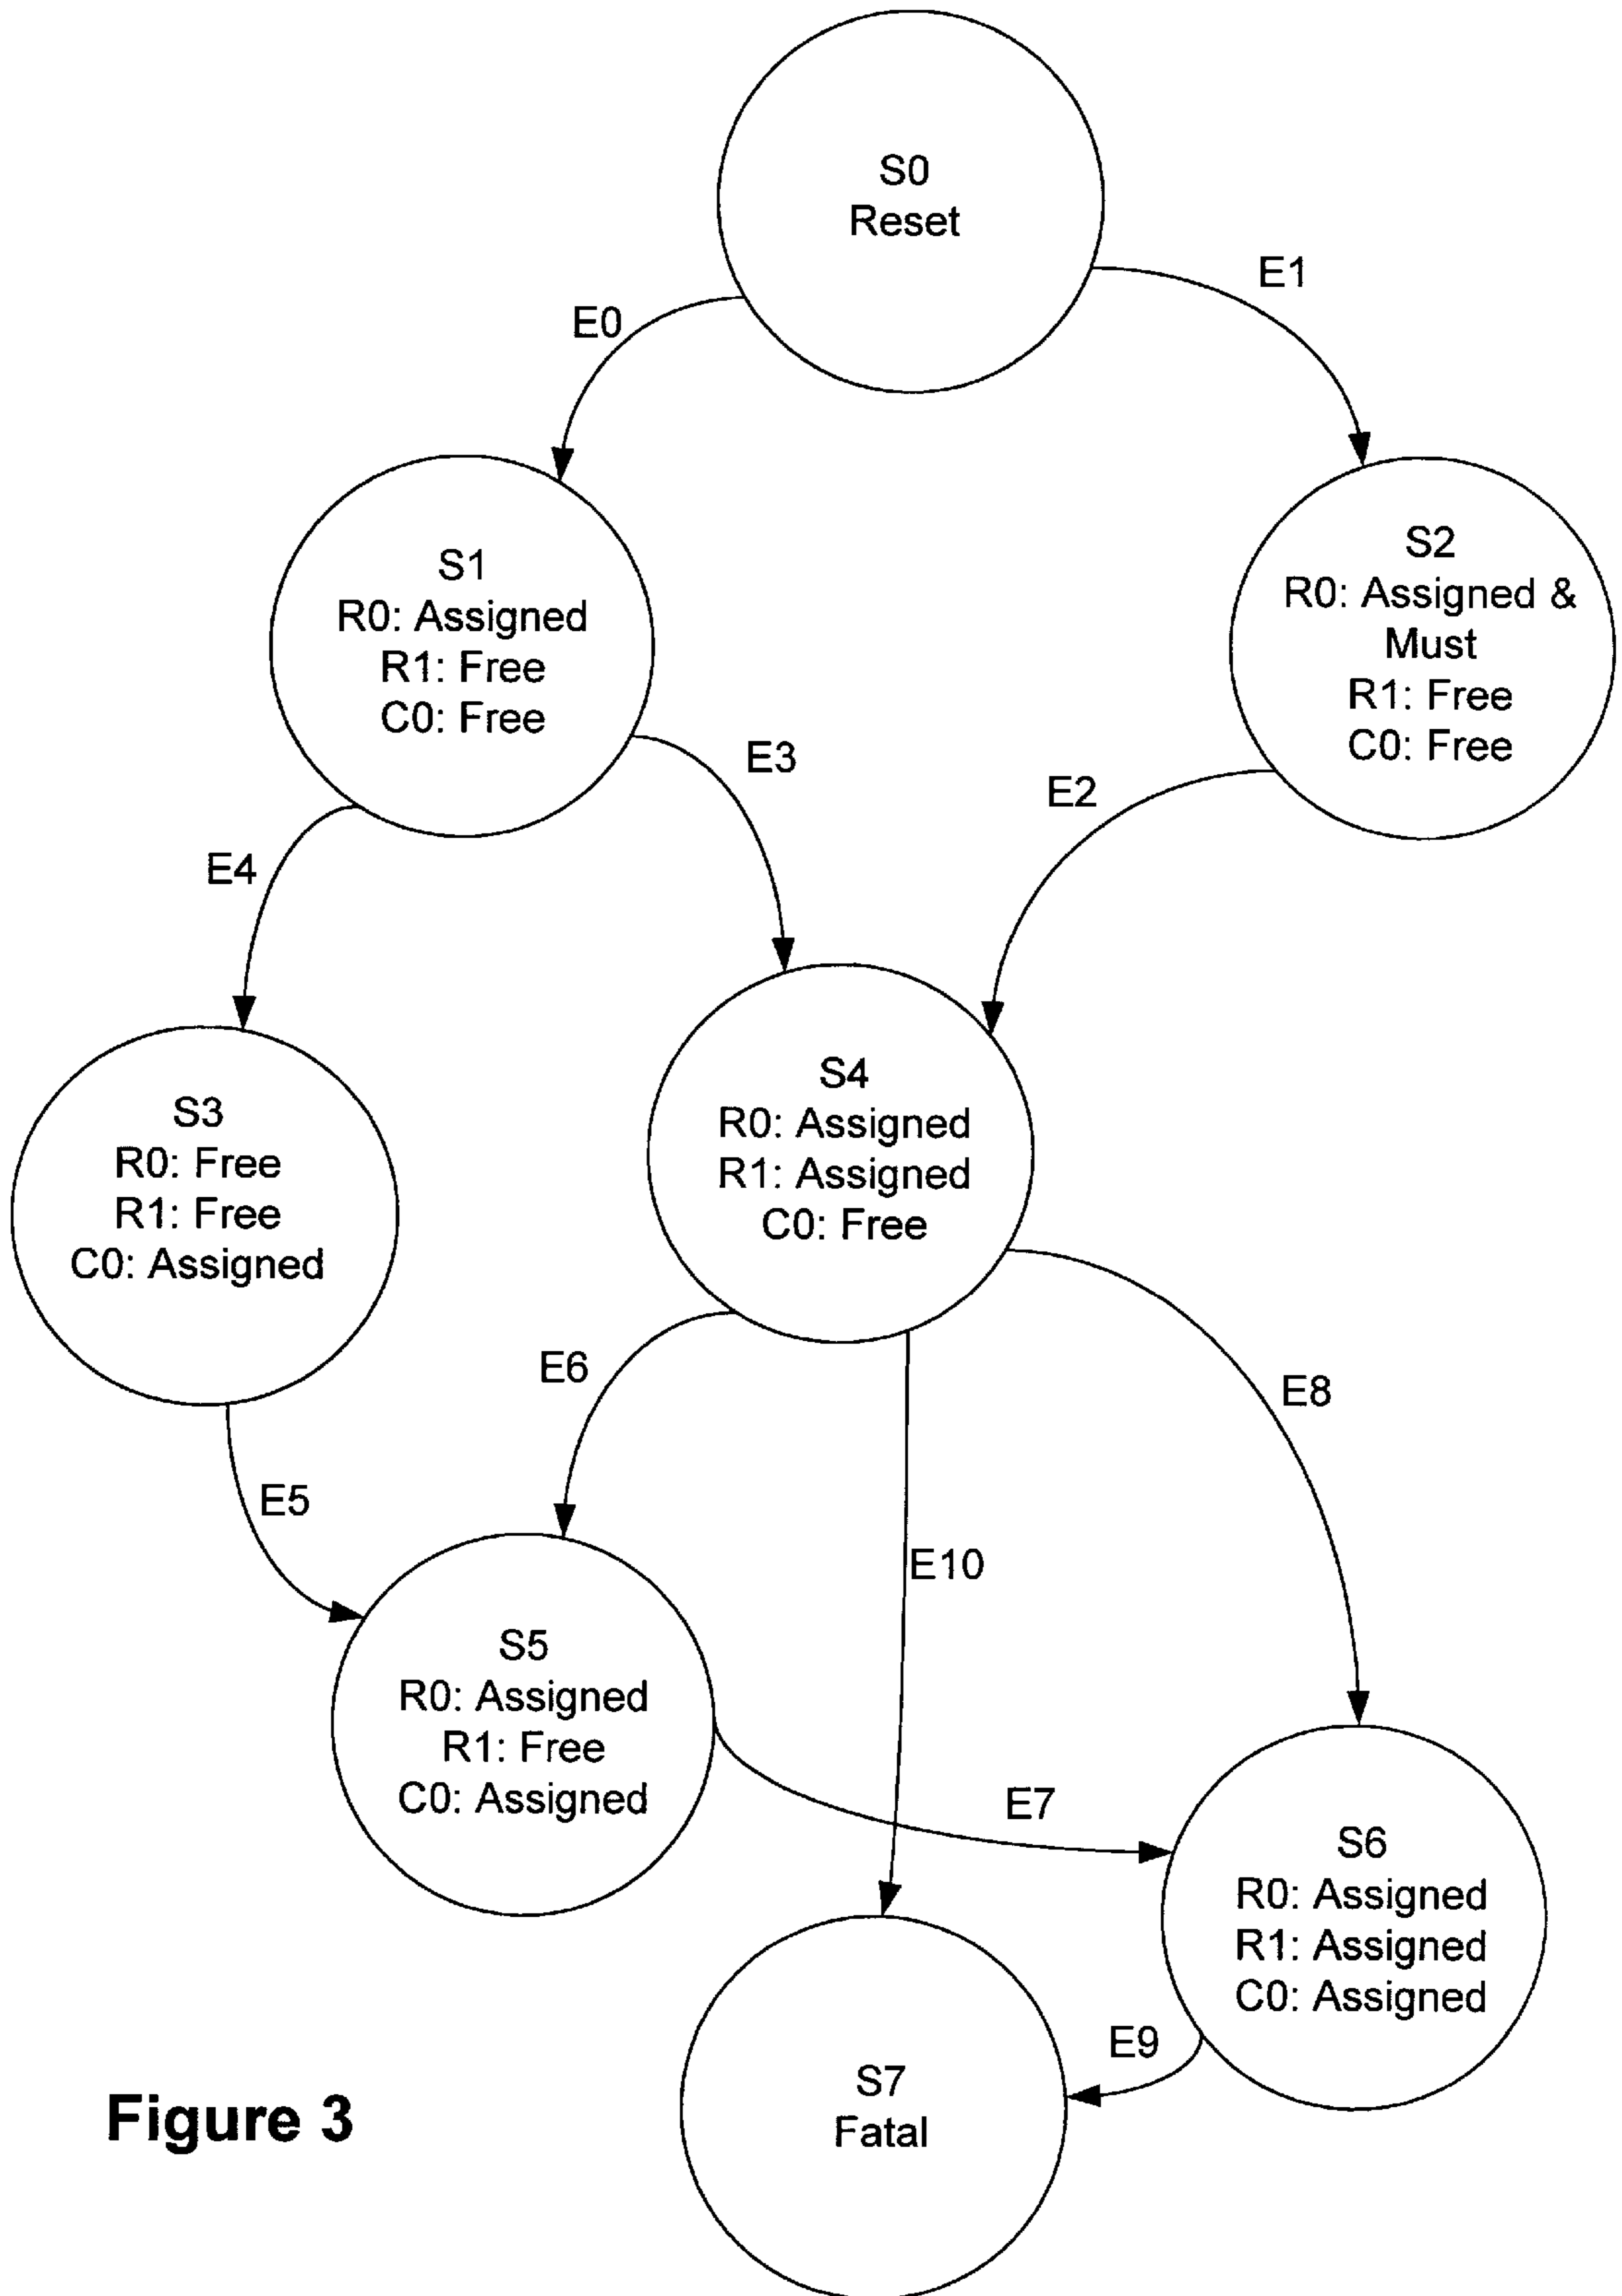 S0
Reset
E1
E0
S1
R0: Assigned
R1: Free
C0: Free
S2
R0: Assigned &
Must
R1: Free
C0: Free
E3
E2
E4
S3
R0: Free
R1: Free
C0: Assigned
S4
R0: Assigned
R1: Assigned
C0: Free
E6
E8
E5
E10
S5
R0: Assigned
R1: Free
C0: Assigned
E7
S6
R0: Assigned
R1: Assigned
C0: Assigned
E9
S7
Fatal
Figure 3